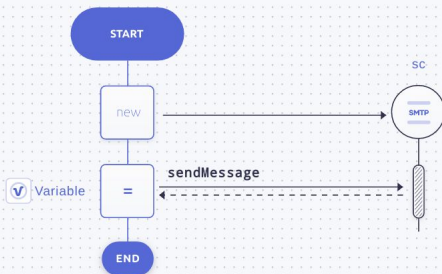 START
SC
new
SMTP
sendMessage
Variable
=
END